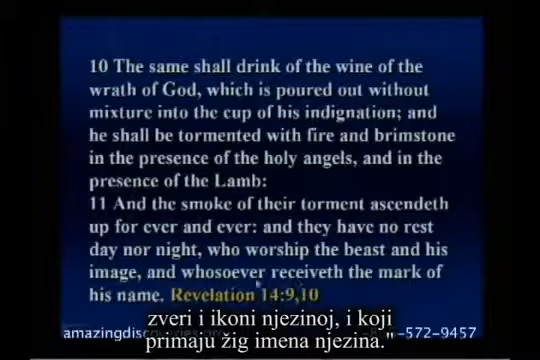 10 The same shall drink of the wine of the
wrath of God, which is poured out without
mixture into the cup of his indignation; and
he shall be tormented with fire and brimstone
in the presence of the holy angels, and in the
presence of the Lamb:
11 And the smoke of their torment ascendeth
up for ever and ever: and they have no rest
day nor night, who worship the beast and his
image, and whosoever receiveth the mark of
his name. Revelation 14:9,10
zveri i ikoni njezinoj, i koji
primaju žig imena njezina."
-572-9457